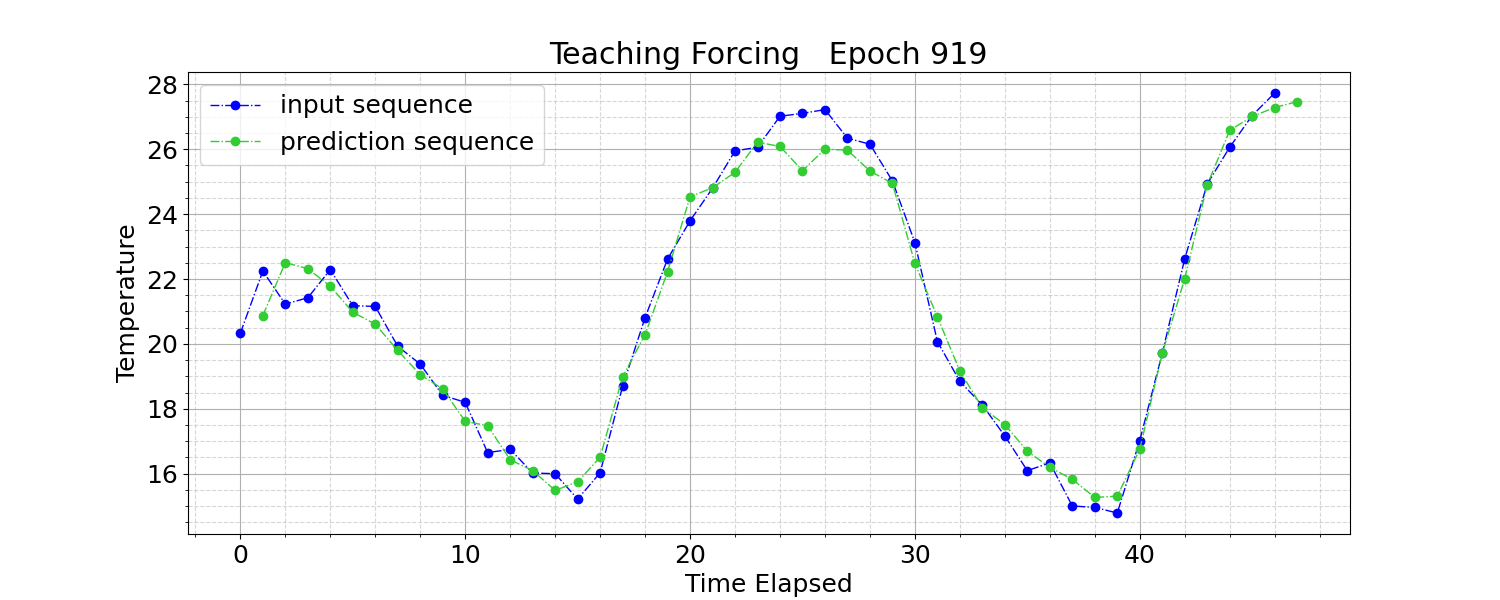 Teaching Forcing   Epoch 919
input sequence
prediction sequence
Temperature
28
26
24
22
20
18
16
0 10 20 30 40
Time Elapsed